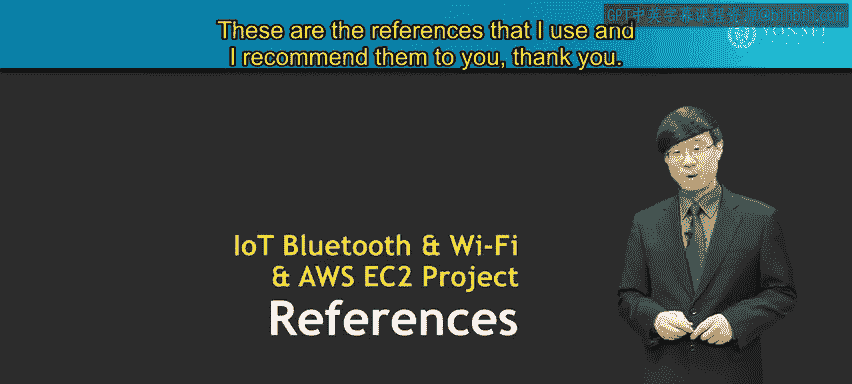 These are the references that I use and
I recommend them to you, thank you.
YONSEI
IoT Bluetooth & Wi-Fi
& AWS EC2 Project
References